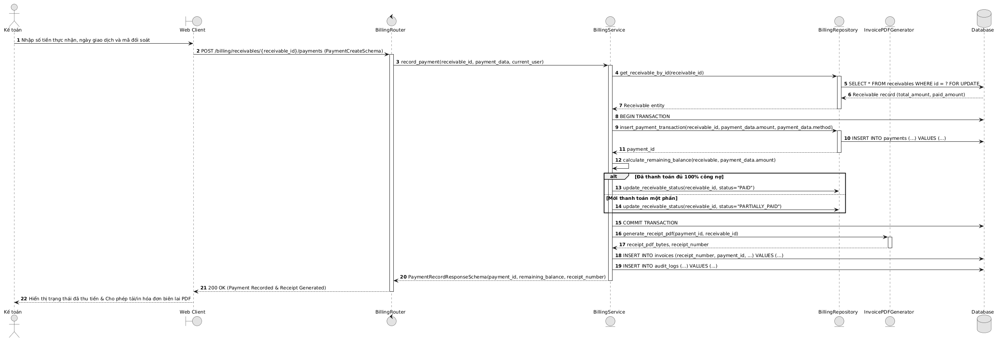 Kế toán
Web Client
BillingRouter
BillingService
BillingRepository
InvoicePDFGenerator
Database
1 Nhập số tiền thực nhận, ngày giao dịch và mã đối soát
2 POST /billing/receivables/{receivable_id}/payments (PaymentCreateSchema)
3 record_payment(receivable_id, payment_data, current_user)
4 get_receivable_by_id(receivable_id)
5 SELECT * FROM receivables WHERE id = ? FOR UPDATE
6 Receivable record (total_amount, paid_amount)
7 Receivable entity
8 BEGIN TRANSACTION
9 insert_payment_transaction(receivable_id, payment_data.amount, payment_data.method)
10 INSERT INTO payments (...) VALUES (...)
11 payment_id
12 calculate_remaining_balance(receivable, payment_data.amount)
alt [Đã thanh toán đủ 100% công nợ]
13 update_receivable_status(receivable_id, status="PAID")
[Mới thanh toán một phần]
14 update_receivable_status(receivable_id, status="PARTIALLY_PAID")
15 COMMIT TRANSACTION
16 generate_receipt_pdf(payment_id, receivable_id)
17 receipt_pdf_bytes, receipt_number
18 INSERT INTO invoices (receipt_number, payment_id, ...) VALUES (...)
19 INSERT INTO audit_logs (...) VALUES (...)
20 PaymentRecordResponseSchema(payment_id, remaining_balance, receipt_number)
21 200 OK (Payment Recorded & Receipt Generated)
22 Hiển thị trạng thái đã thu tiền & Cho phép tải/in hóa đơn biên lai PDF
Kế toán
Web Client
BillingRouter
BillingService
BillingRepository
InvoicePDFGenerator
Database